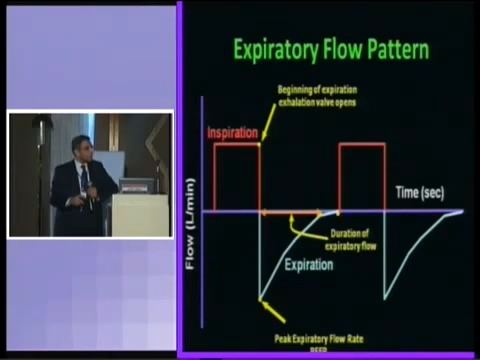 Expiratory Flow Pattern
Beginning of expiration
exhalation valve opens
Inspiration
Time (sec)
Flow (L/min)
Duration of
expiratory flow
Expiration
Peak Expiratory Flow Rate
PEFR